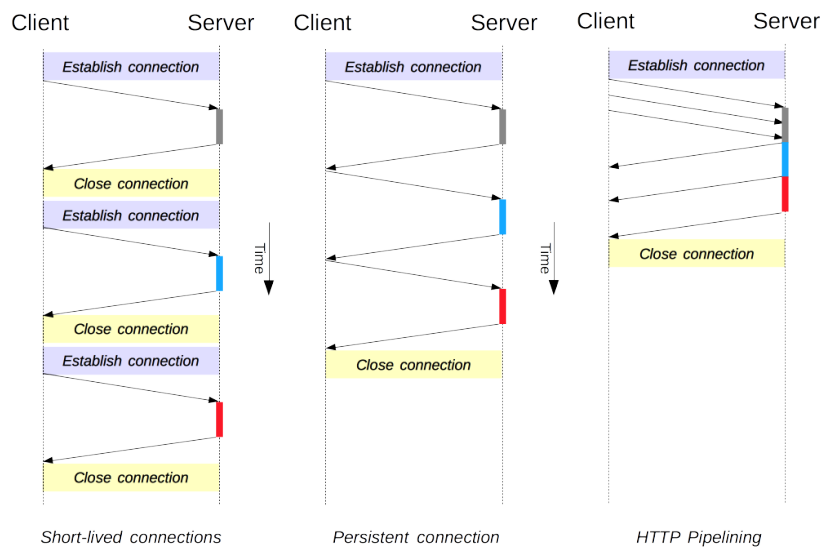 Client Server
Establish connection
Close connection
Establish connection
Close connection
Establish connection
Close connection
Short-lived connections
Time
Client Server
Establish connection
Close connection
Persistent connection
Time
Client Server
Establish connection
Close connection
HTTP Pipelining